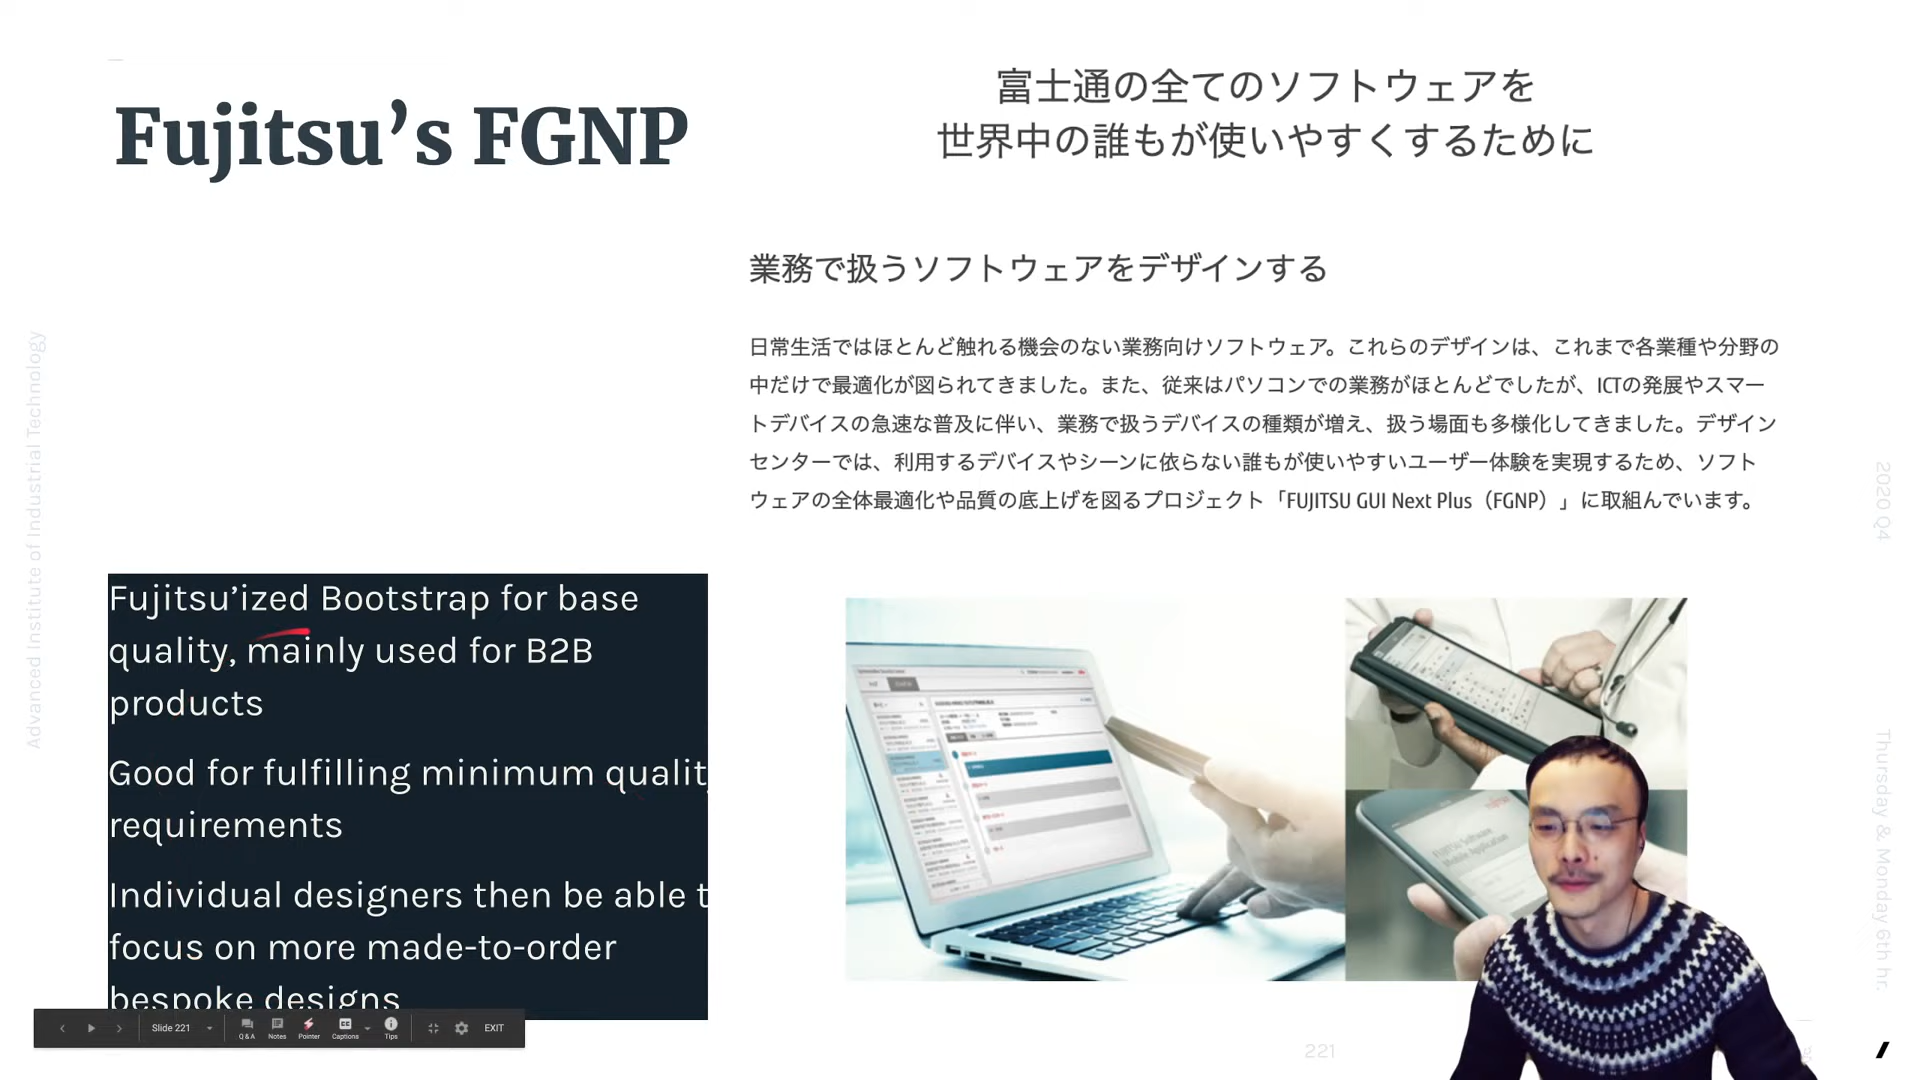 Fujitsu’s FGNP
富士通の全てのソフトウェアを
世界中の誰もが使いやすくするために
業務で扱うソフトウェアをデザインする
日常生活ではほとんど触れる機会のない業務向けソフトウェア。これらのデザインは、これまで各業種や分野の
中だけで最適化が図られてきました。また、従来はパソコンでの業務がほとんどでしたが、ICTの発展やスマー
トデバイスの急速な普及に伴い、業務で扱うデバイスの種類が増え、扱う場面も多様化してきました。デザイン
センターでは、利用するデバイスやシーンに依らない誰もが使いやすいユーザー体験を実現するため、ソフト
ウェアの全体最適化や品質の底上げを図るプロジェクト「FUJITSU GUI Next Plus（FGNP）」に取組んでいます。
Fujitsu’ized Bootstrap for base
quality, mainly used for B2B
products
Good for fulfilling minimum qualit
requirements
Individual designers then be able t
focus on more made-to-order
bespoke designs
Advanced Institute of Industrial Technology
2020 Q4
Thursday & Monday 6th hr.
Slide 221
Q & A
Notes
Pointer
Captions
Tips
EXIT
221